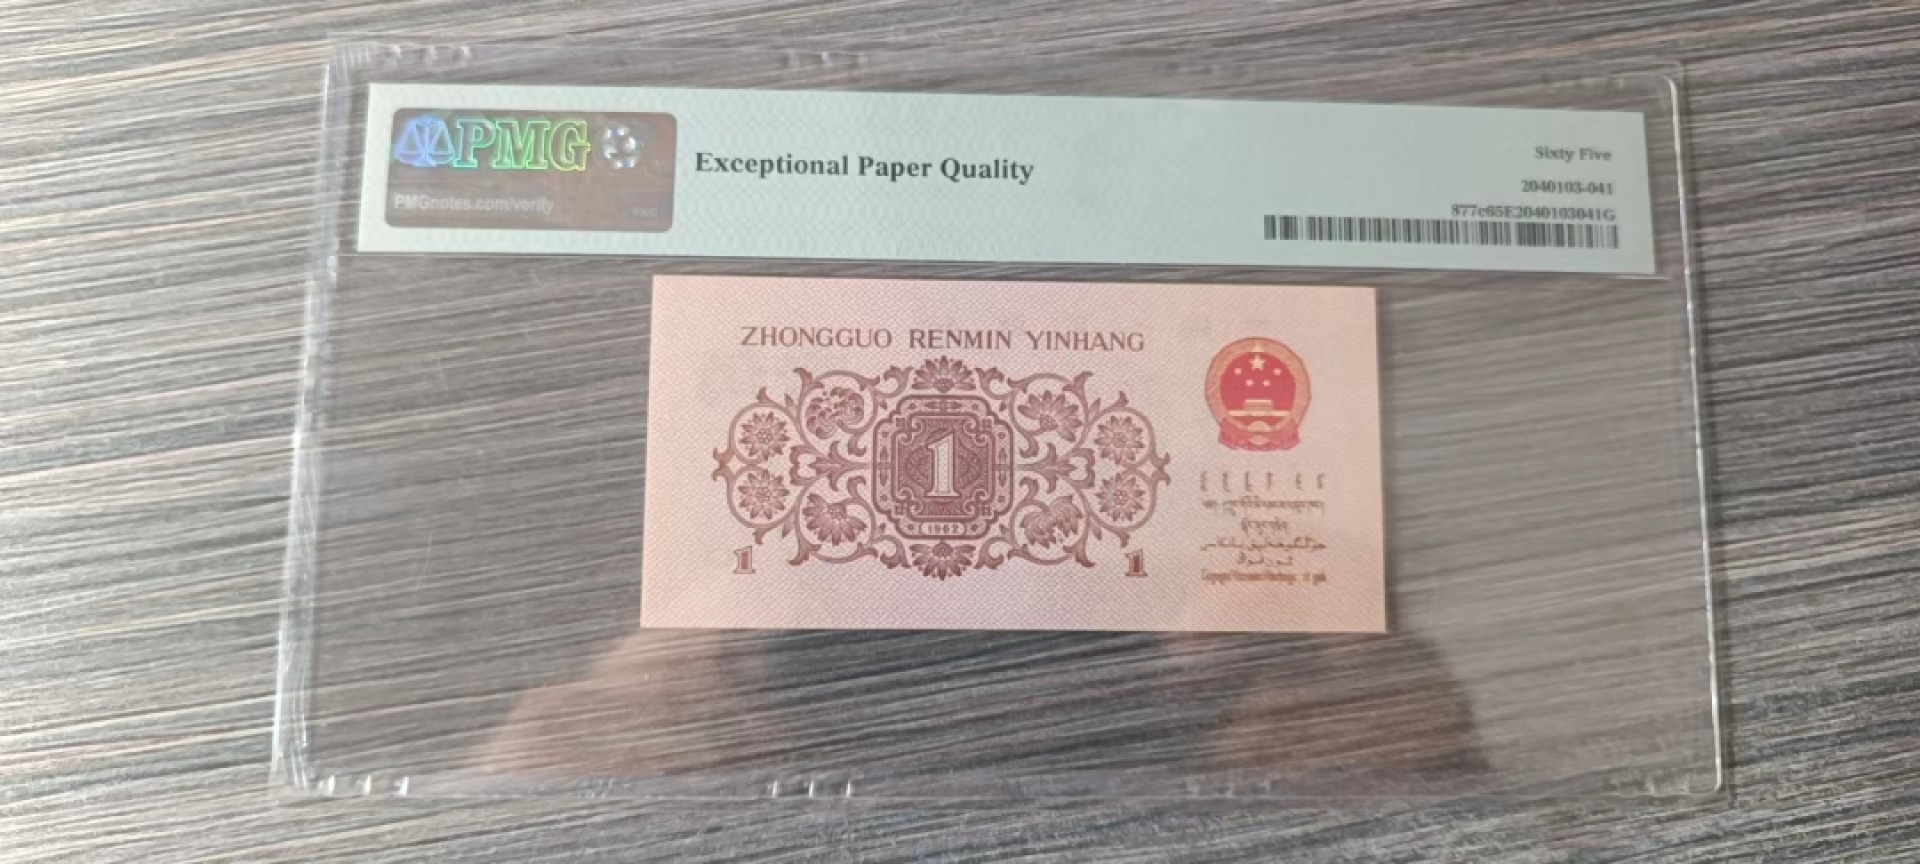 PMG
PMGnotes.com/verify
PMG
Exceptional Paper Quality
Sixty Five
2040103-041
877c65E2040103041G
ZHONGGUO RENMIN YINHANG
1
(1962)
1 1